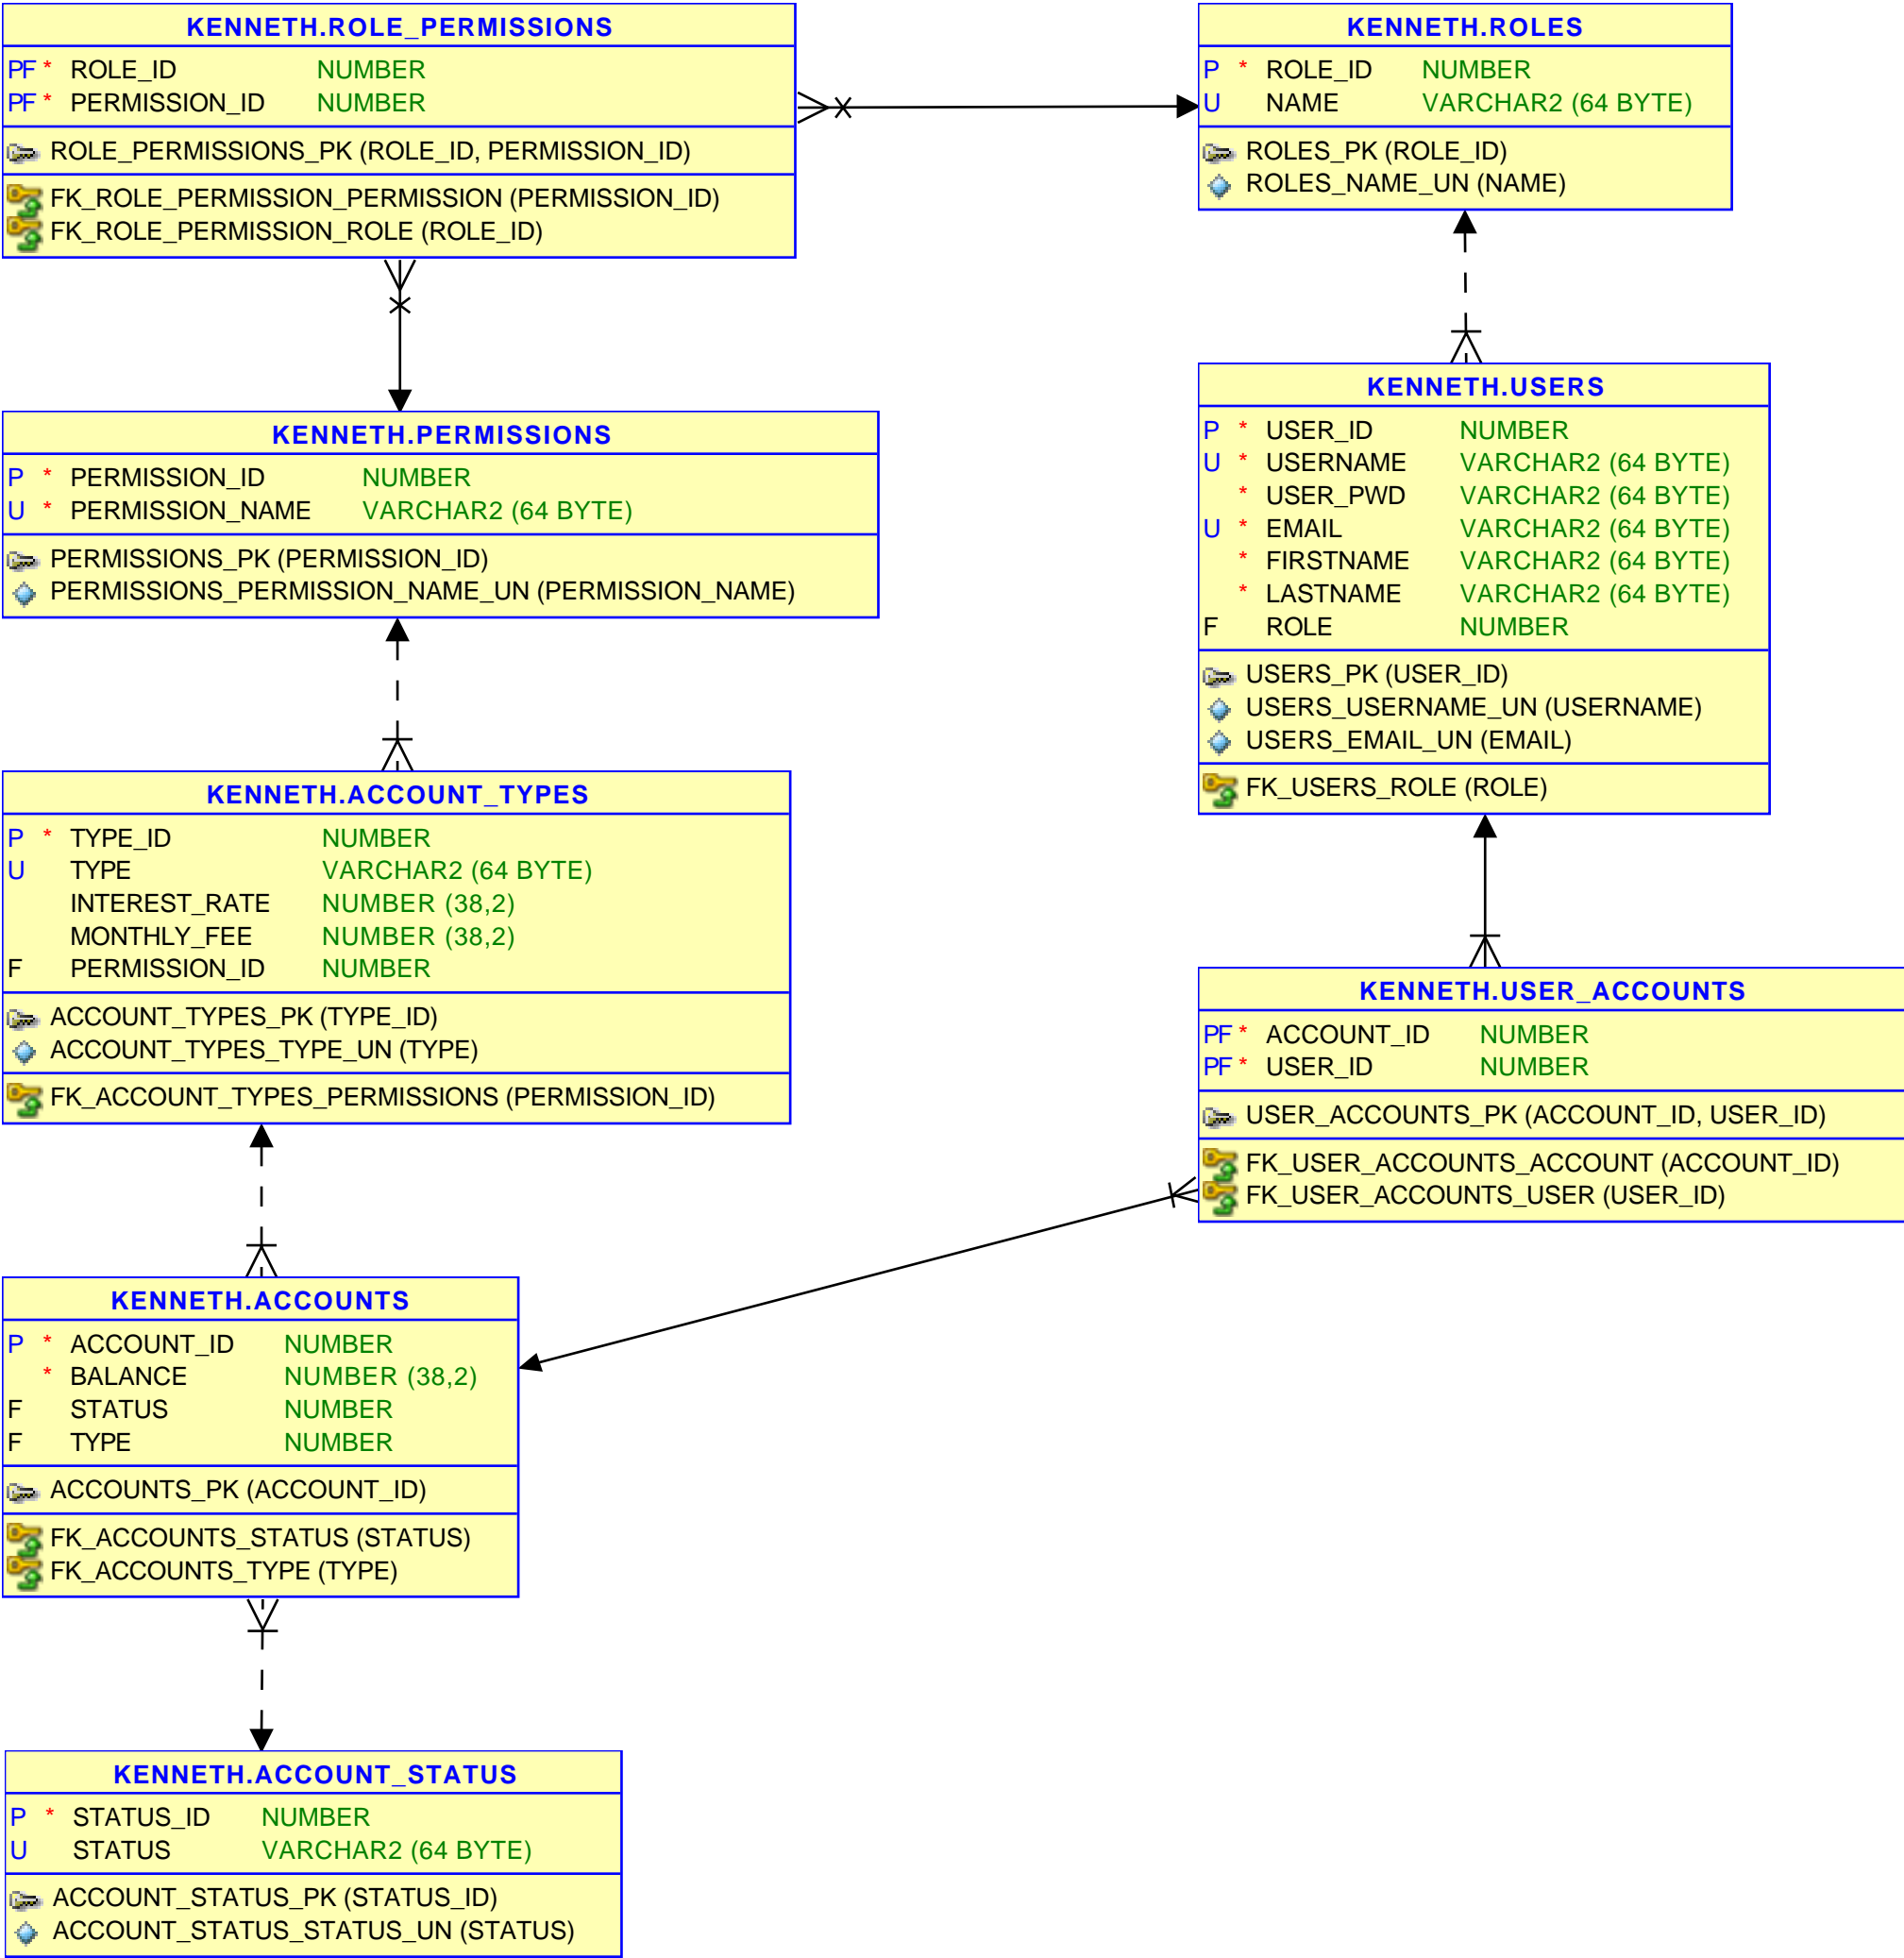 KENNETH.ROLE_PERMISSIONS
PF * ROLE_ID NUMBER
PF * PERMISSION_ID NUMBER
ROLE_PERMISSIONS_PK (ROLE_ID, PERMISSION_ID)
FK_ROLE_PERMISSION_PERMISSION (PERMISSION_ID)
FK_ROLE_PERMISSION_ROLE (ROLE_ID)
KENNETH.ROLES
P * ROLE_ID NUMBER
U NAME VARCHAR2 (64 BYTE)
ROLES_PK (ROLE_ID)
ROLES_NAME_UN (NAME)
KENNETH.PERMISSIONS
P * PERMISSION_ID NUMBER
U * PERMISSION_NAME VARCHAR2 (64 BYTE)
PERMISSIONS_PK (PERMISSION_ID)
PERMISSIONS_PERMISSION_NAME_UN (PERMISSION_NAME)
KENNETH.USERS
P * USER_ID NUMBER
U * USERNAME VARCHAR2 (64 BYTE)
* USER_PWD VARCHAR2 (64 BYTE)
U * EMAIL VARCHAR2 (64 BYTE)
* FIRSTNAME VARCHAR2 (64 BYTE)
* LASTNAME VARCHAR2 (64 BYTE)
F ROLE NUMBER
USERS_PK (USER_ID)
USERS_USERNAME_UN (USERNAME)
USERS_EMAIL_UN (EMAIL)
FK_USERS_ROLE (ROLE)
KENNETH.ACCOUNT_TYPES
P * TYPE_ID NUMBER
U TYPE VARCHAR2 (64 BYTE)
INTEREST_RATE NUMBER (38,2)
MONTHLY_FEE NUMBER (38,2)
F PERMISSION_ID NUMBER
ACCOUNT_TYPES_PK (TYPE_ID)
ACCOUNT_TYPES_TYPE_UN (TYPE)
FK_ACCOUNT_TYPES_PERMISSIONS (PERMISSION_ID)
KENNETH.USER_ACCOUNTS
PF * ACCOUNT_ID NUMBER
PF * USER_ID NUMBER
USER_ACCOUNTS_PK (ACCOUNT_ID, USER_ID)
FK_USER_ACCOUNTS_ACCOUNT (ACCOUNT_ID)
FK_USER_ACCOUNTS_USER (USER_ID)
KENNETH.ACCOUNTS
P * ACCOUNT_ID NUMBER
* BALANCE NUMBER (38,2)
F STATUS NUMBER
F TYPE NUMBER
ACCOUNTS_PK (ACCOUNT_ID)
FK_ACCOUNTS_STATUS (STATUS)
FK_ACCOUNTS_TYPE (TYPE)
KENNETH.ACCOUNT_STATUS
P * STATUS_ID NUMBER
U STATUS VARCHAR2 (64 BYTE)
ACCOUNT_STATUS_PK (STATUS_ID)
ACCOUNT_STATUS_STATUS_UN (STATUS)